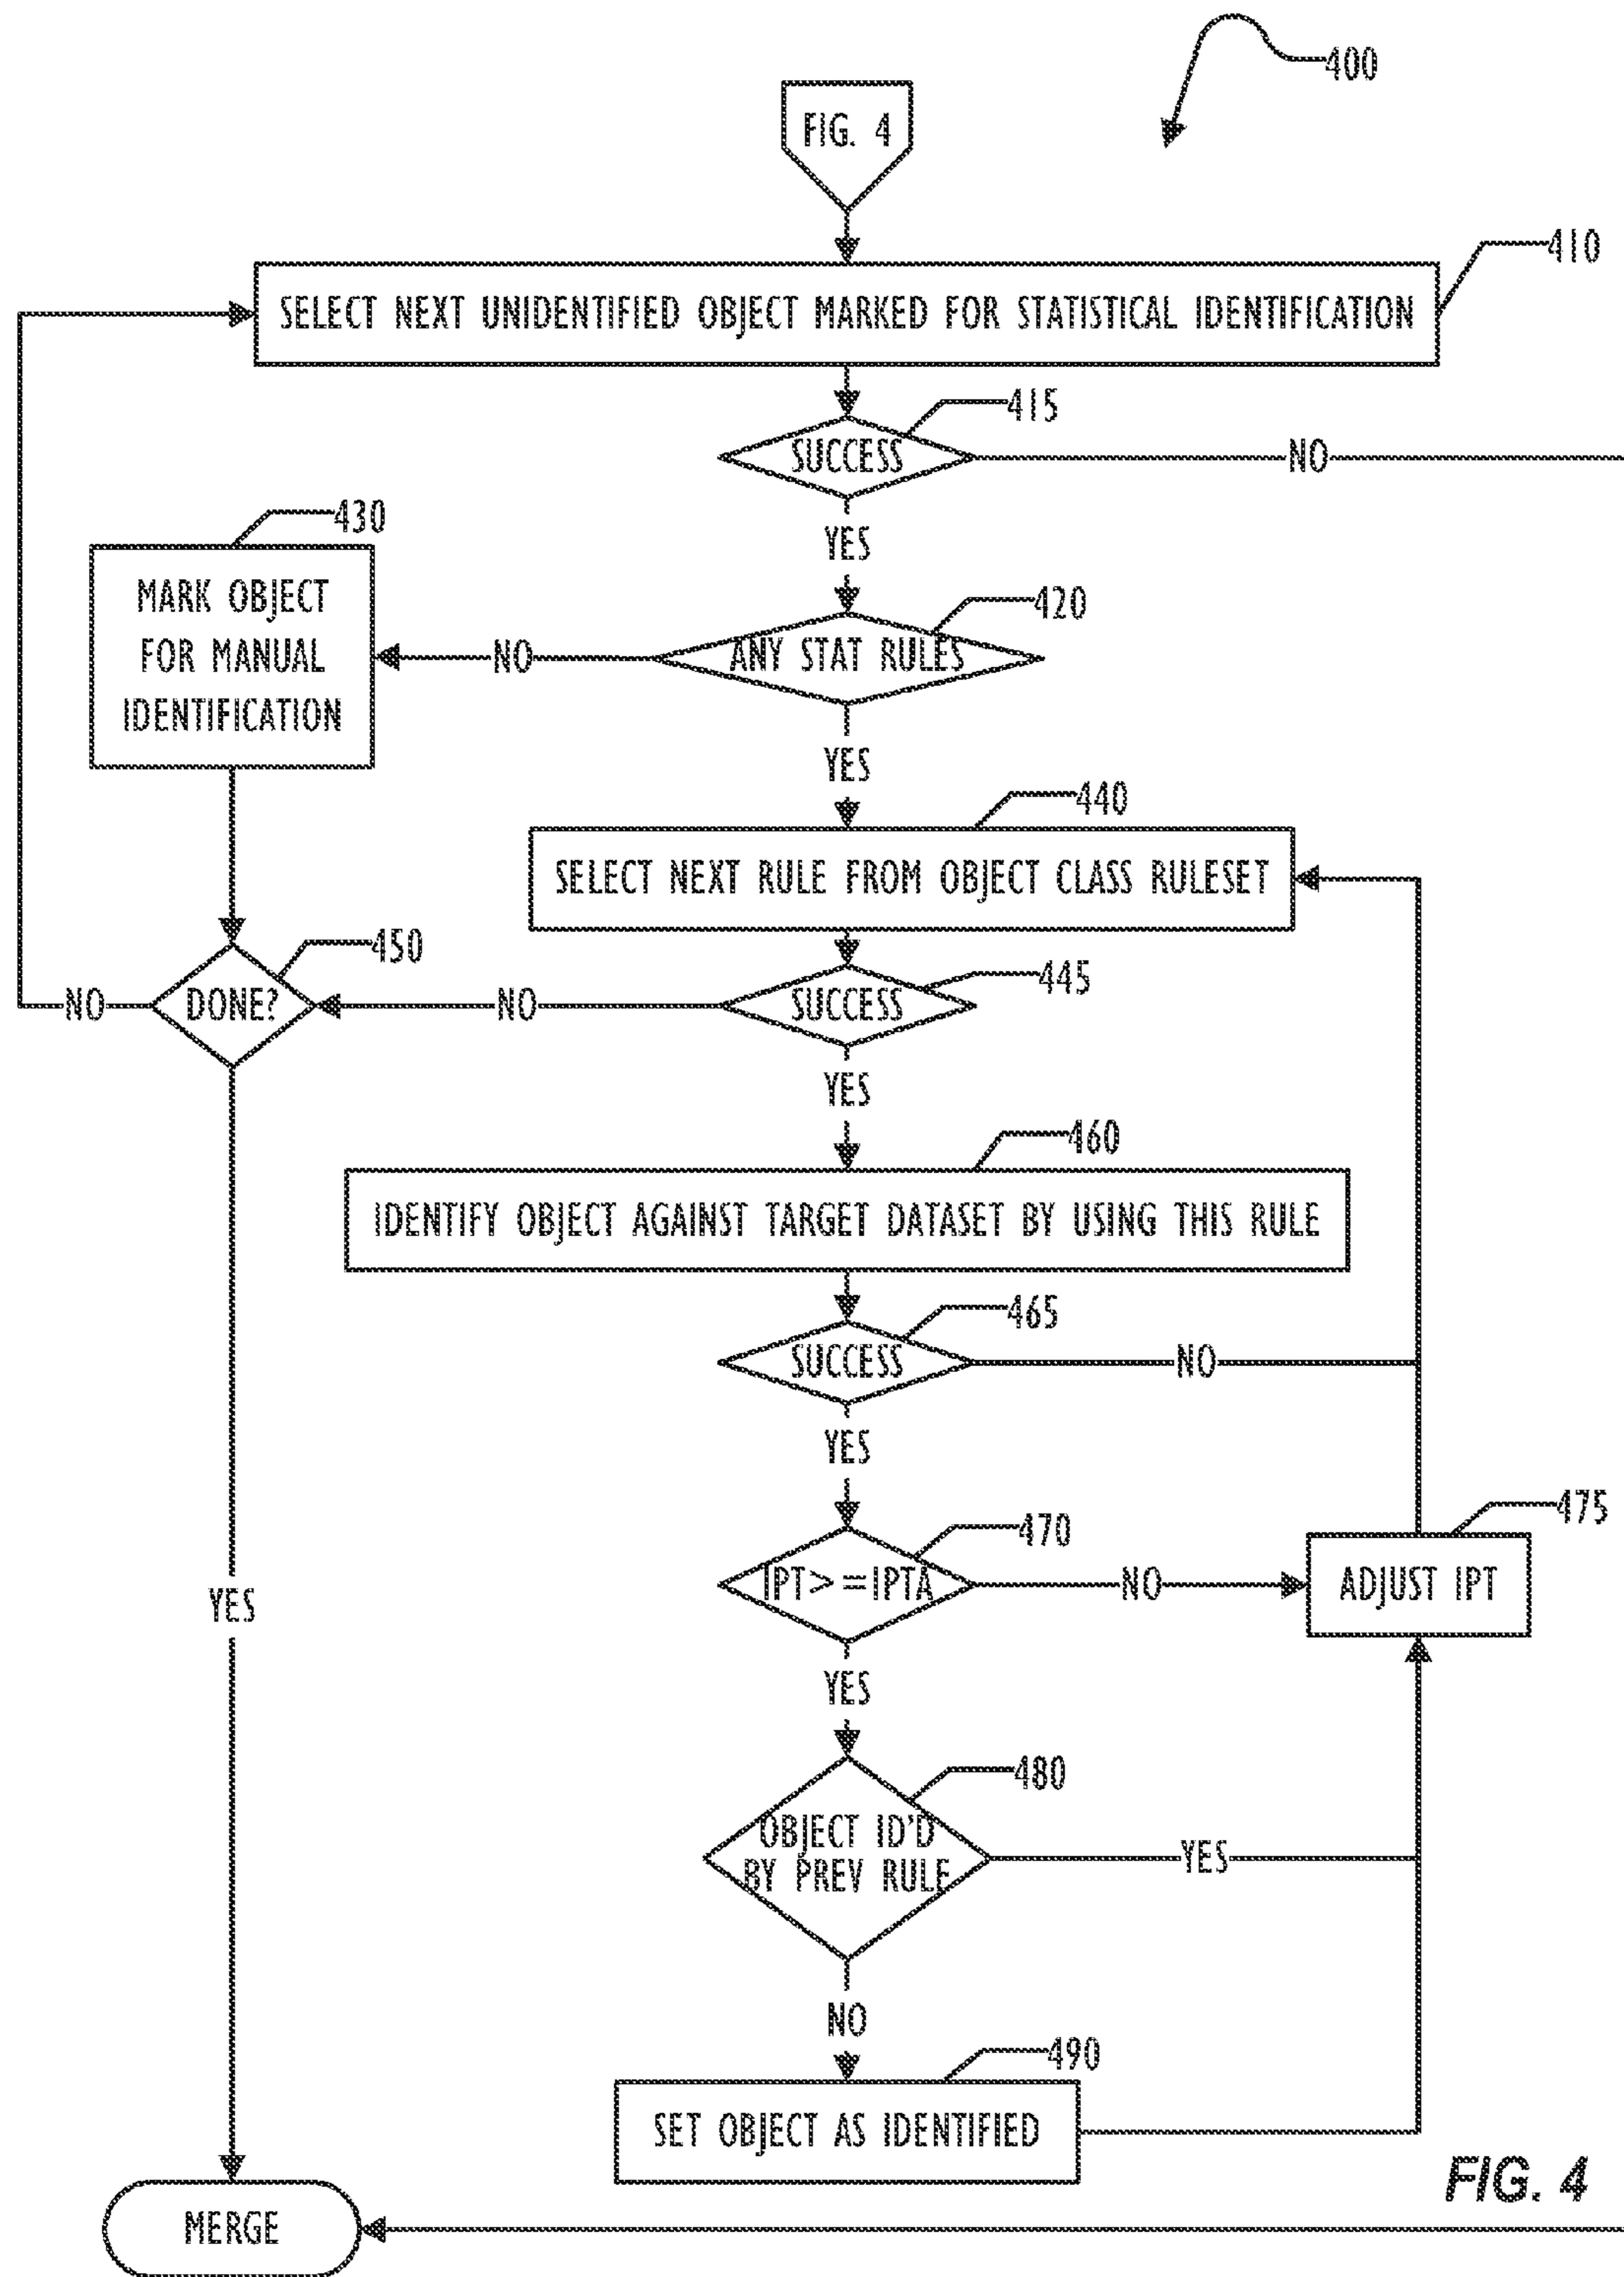 400
FIG. 4
410
SELECT NEXT UNIDENTIFIED OBJECT MARKED FOR STATISTICAL IDENTIFICATION
415
SUCCESS
NO
YES
430
MARK OBJECT
FOR MANUAL
IDENTIFICATION
420
ANY STAT RULES
NO
YES
440
SELECT NEXT RULE FROM OBJECT CLASS RULESET
450
DONE?
NO
445
SUCCESS
NO
YES
460
IDENTIFY OBJECT AGAINST TARGET DATASET BY USING THIS RULE
465
SUCCESS
NO
YES
470
IPT>=IPTA
NO
475
ADJUST IPT
YES
YES
480
OBJECT ID'D
BY PREV RULE
YES
NO
490
SET OBJECT AS IDENTIFIED
MERGE
FIG. 4